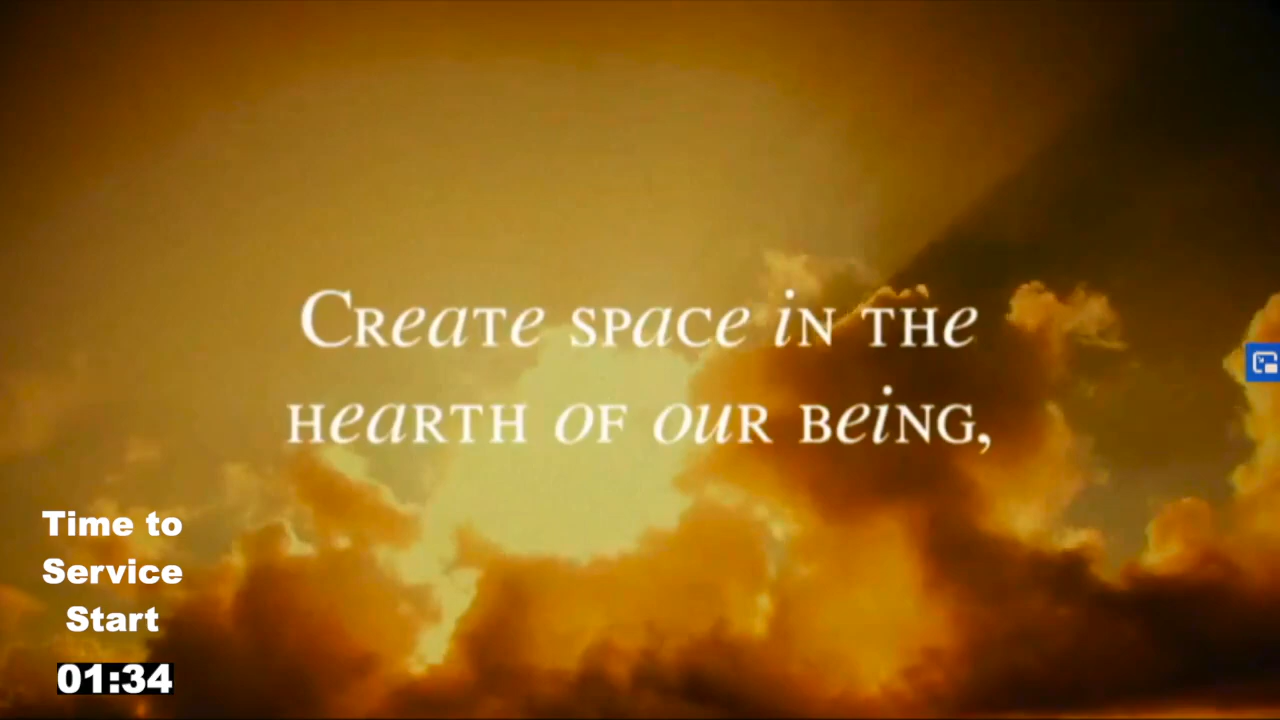 Create space in the
hearth of our being,
Time to
Service
Start
01:34